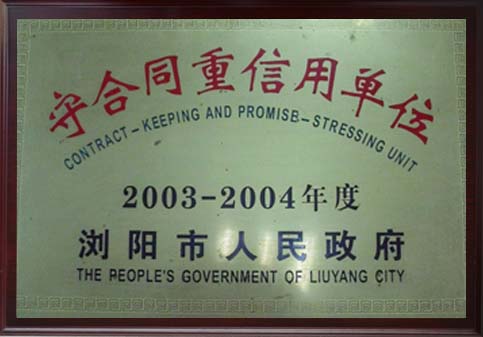 守合同重信用单位
CONTRACT-KEEPING AND PROMISE-STRESSING UNIT
2003-2004年度
浏阳市人民政府
THE PEOPLE'S GOVERNMENT OF LIUYANG CITY